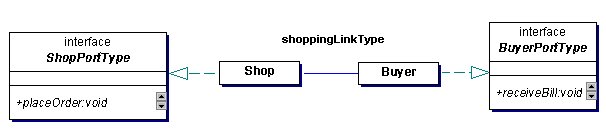 interface
ShopPortType
+placeOrder:void
shoppingLinkType
Shop
Buyer
interface
BuyerPortType
+receiveBill:void